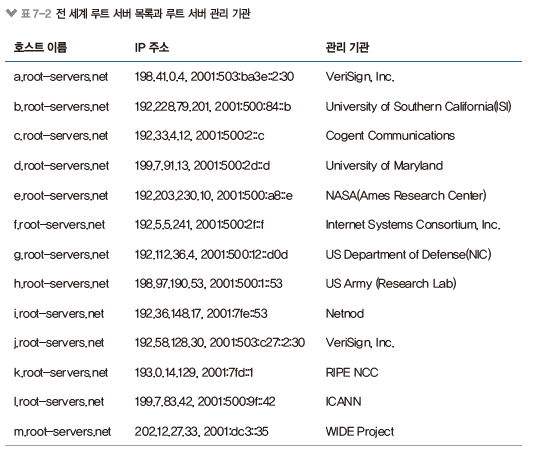 표 7-2 전 세계 루트 서버 목록과 루트 서버 관리 기관
호스트 이름 IP 주소 관리 기관
a.root-servers.net 198.41.0.4, 2001:503:ba3e::2:30 VeriSign, Inc.
b.root-servers.net 192.228.79.201, 2001:500:84::b University of Southern California(ISI)
c.root-servers.net 192.33.4.12, 2001:500:2::c Cogent Communications
d.root-servers.net 199.7.91.13, 2001:500:2d::d University of Maryland
e.root-servers.net 192.203.230.10, 2001:500:a8::e NASA(Ames Research Center)
f.root-servers.net 192.5.5.241, 2001:500:2f::f Internet Systems Consortium, Inc.
g.root-servers.net 192.112.36.4, 2001:500:12::d0d US Department of Defense(NIC)
h.root-servers.net 198.97.190.53, 2001:500:1::53 US Army (Research Lab)
i.root-servers.net 192.36.148.17, 2001:7fe::53 Netnod
j.root-servers.net 192.58.128.30, 2001:503:c27::2:30 VeriSign, Inc.
k.root-servers.net 193.0.14.129, 2001:7fd::1 RIPE NCC
l.root-servers.net 199.7.83.42, 2001:500:9f::42 ICANN
m.root-servers.net 202.12.27.33, 2001:dc3::35 WIDE Project